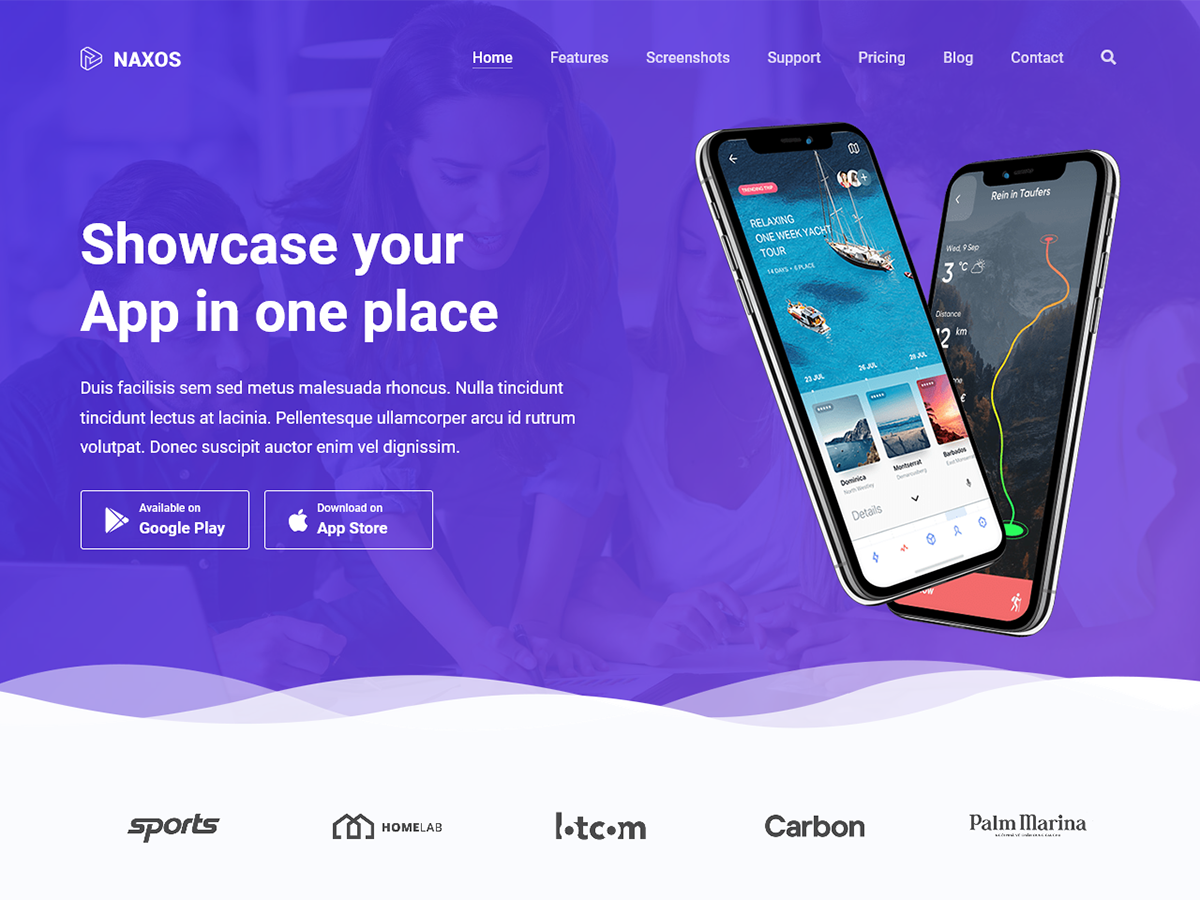 NAXOS
Home
Features
Screenshots
Support
Pricing
Blog
Contact
Showcase your
App in one place
Duis facilisis sem sed metus malesuada rhoncus. Nulla tincidunt
tincidunt lectus at lacinia. Pellentesque ullamcorper arcu id rutrum
volutpat. Donec suscipit auctor enim vel dignissim.
Available on
Google Play
Download on
App Store
TRENDING TRIP
RELAXING
ONE WEEK YACHT
TOUR
14 DAYS • 6 PLACE
23 JUL
26 JUL
28 JUL
Dominica
North Westley
Montserrat
Barbados
Details
Rein in Taufers
Wed, 9 Sep
3 °C
Distance
12 km
sports
HOMELAB
Carbon
Palm Marina